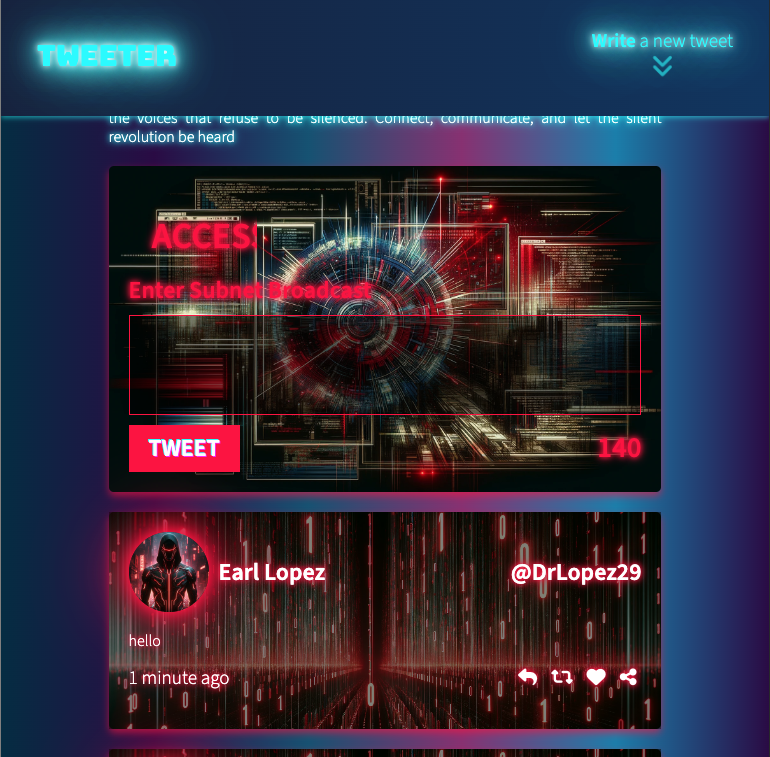 TWEETER
Write a new tweet
the voices that refuse to be silenced. Connect, communicate, and let the silent
revolution be heard
ACCES
Enter Subnet Broadcast
TWEET
140
Earl Lopez
@DrLopez29
hello
1 minute ago